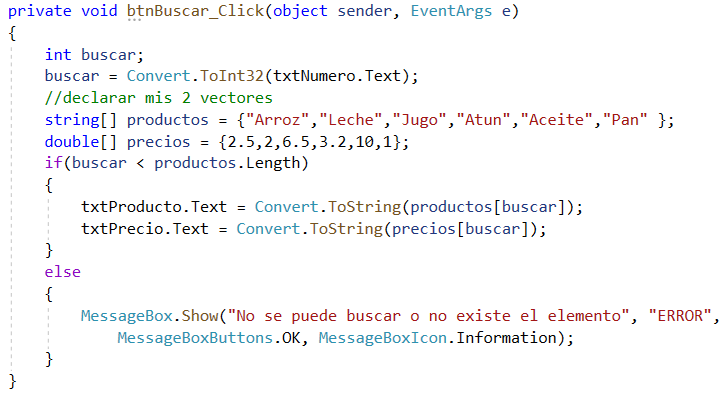 private void btnBuscar_Click(object sender, EventArgs e)
{
int buscar;
buscar = Convert.ToInt32(txtNumero.Text);
//declarar mis 2 vectores
string[] productos = {"Arroz","Leche","Jugo","Atun","Aceite","Pan" };
double[] precios = {2.5,2,6.5,3.2,10,1};
if(buscar < productos.Length)
{
txtProducto.Text = Convert.ToString(productos[buscar]);
txtPrecio.Text = Convert.ToString(precios[buscar]);
}
else
{
MessageBox.Show("No se puede buscar o no existe el elemento", "ERROR",
MessageBoxButtons.OK, MessageBoxIcon.Information);
}
}